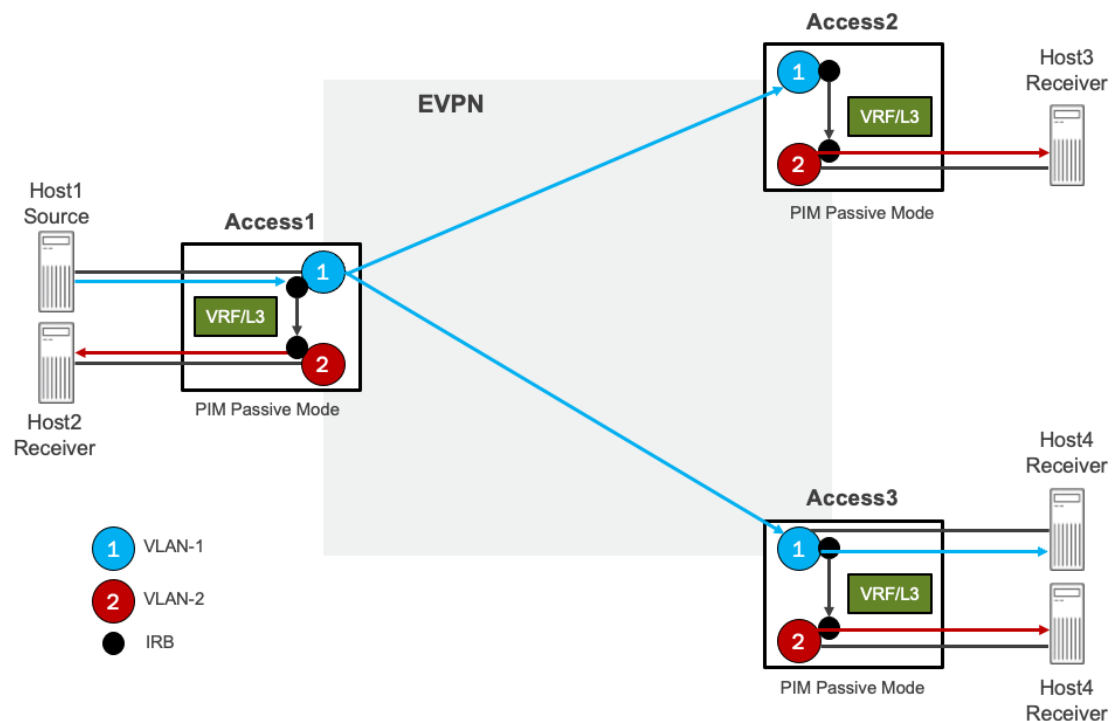 Access2
Host3
Receiver
1
EVPN
VRF/L3
2
Host1
Source
Access1
PIM Passive Mode
1
VRF/L3
2
Host2
Receiver
PIM Passive Mode
Host4
Receiver
Access3
1
1
VLAN-1
VRF/L3
2
VLAN-2
2
IRB
PIM Passive Mode
Host4
Receiver